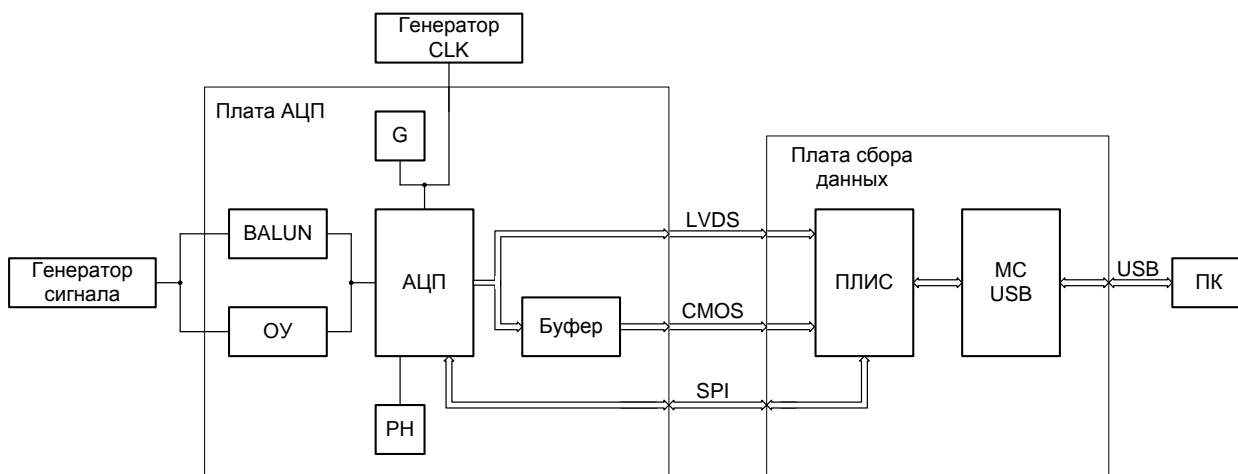 Генератор
CLK
Плата АЦП
G
Плата сбора
данных
BALUN
LVDS
Генератор
сигнала
АЦП
ПЛИС
МС
USB
USB
ПК
ОУ
Буфер
CMOS
SPI
РН